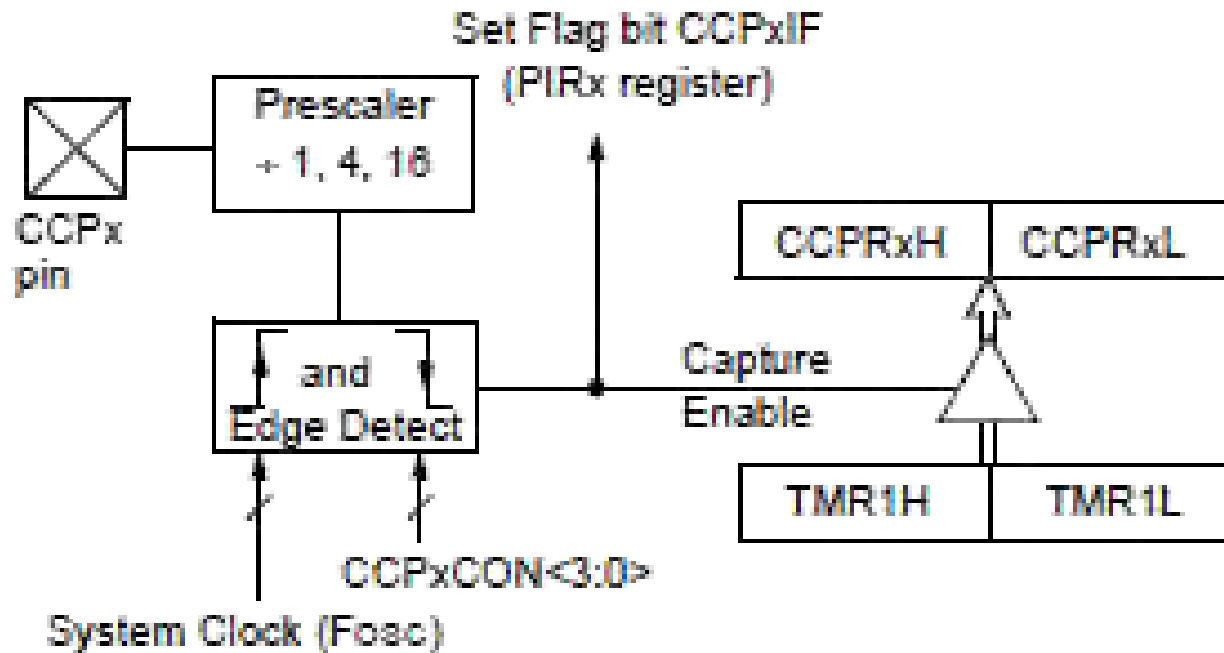 Set Flag bit CCPxIF
(PIRx register)
Prescaler
÷ 1, 4, 16
CCPx
pin
CCPRxH
CCPRxL
and
Edge Detect
Capture
Enable
TMR1H
TMR1L
CCPxCON<3:0>
System Clock (Fosc)